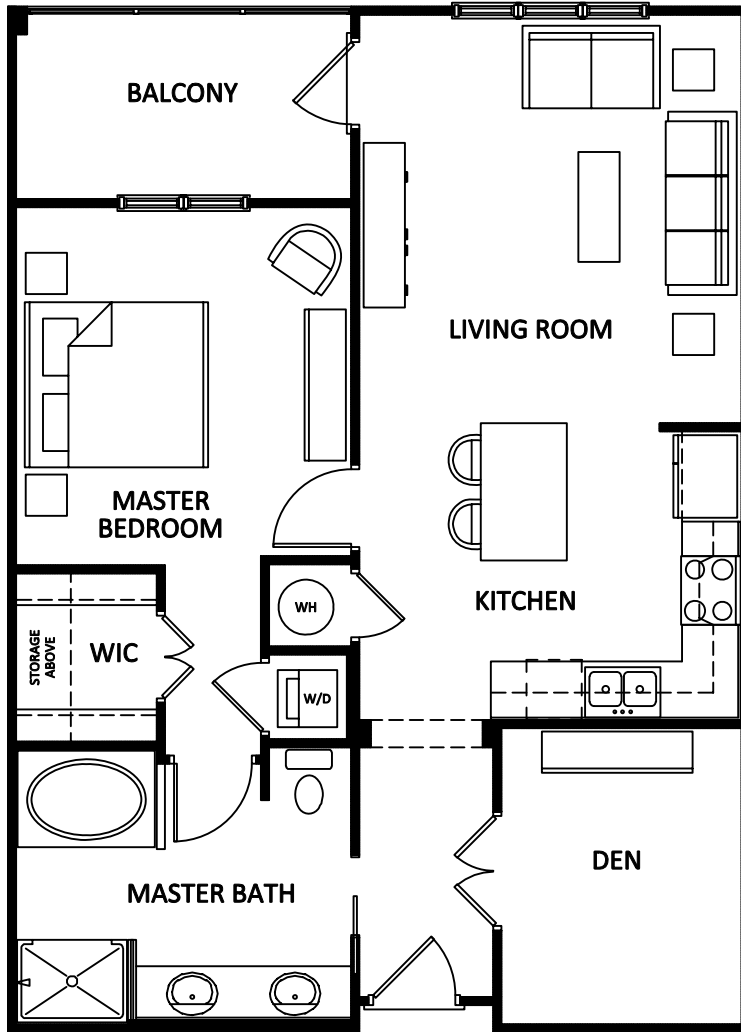 BALCONY
LIVING ROOM
MASTER
BEDROOM
KITCHEN
WH
STORAGE
ABOVE
WIC
W/D
DEN
MASTER BATH